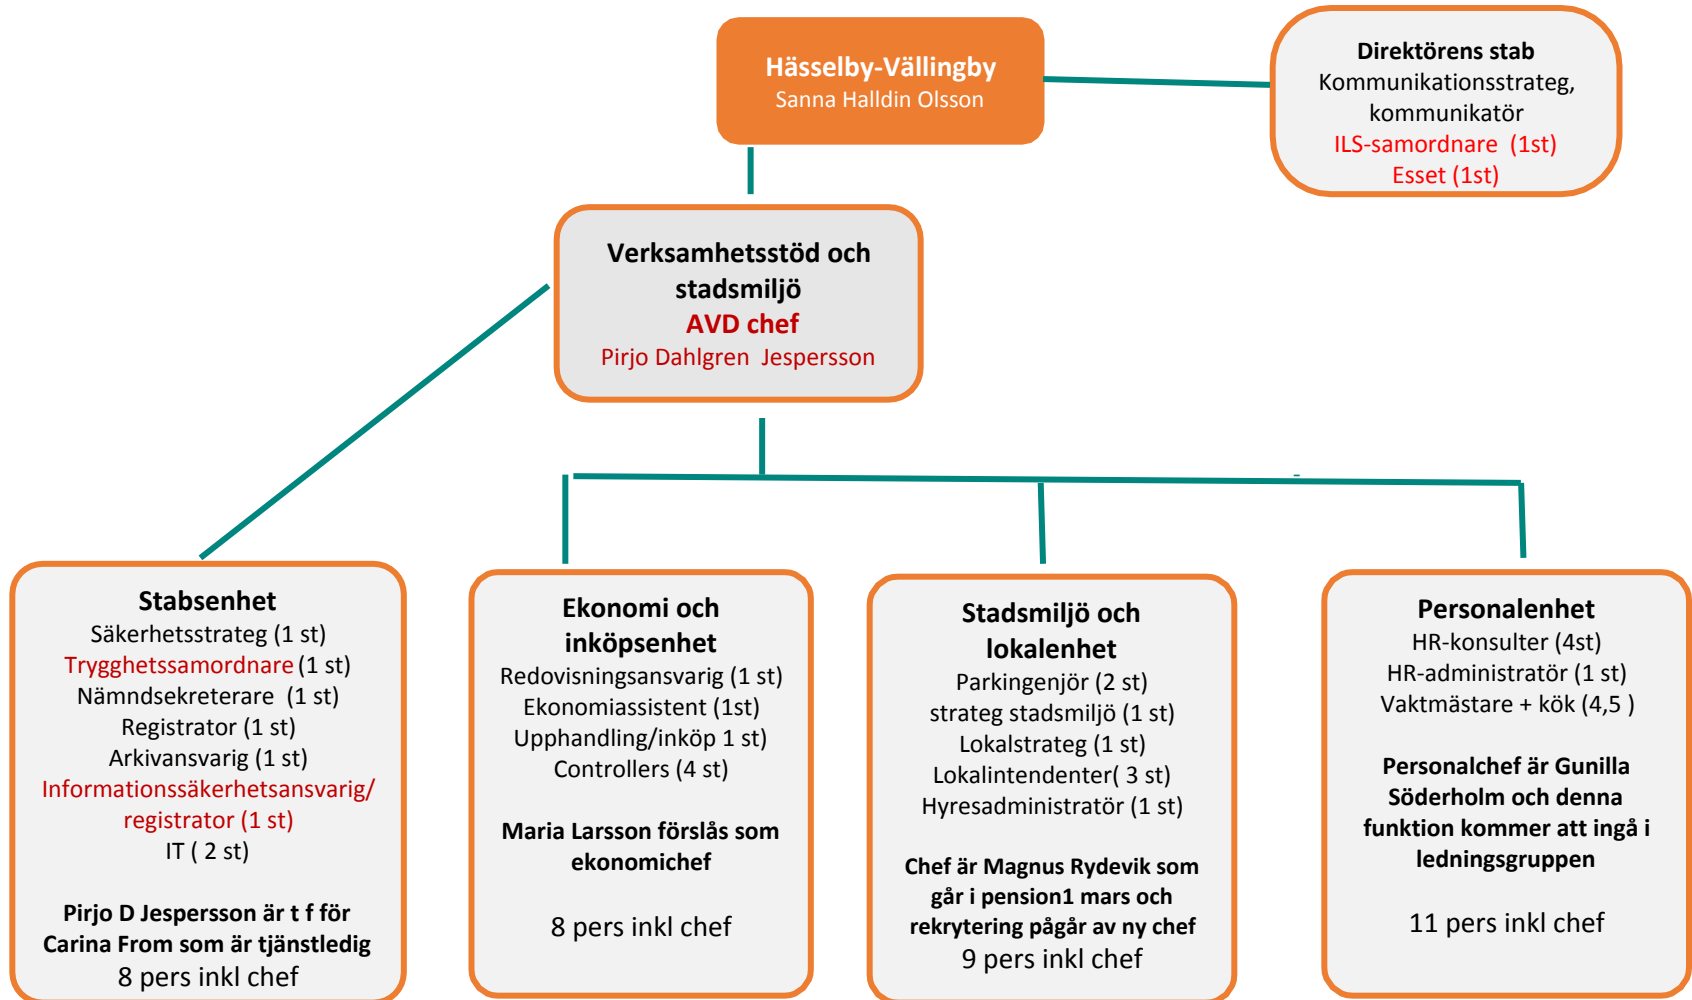 Hässelby-Vällingby
Sanna Halldin Olsson
Direktörens stab
Kommunikationsstrateg,
kommunikatör
ILS-samordnare (1st)
Esset (1st)
Verksamhetsstöd och
stadsmiljö
AVD chef
Pirjo Dahlgren Jespersson
Stabsenhet
Säkerhetsstrateg (1 st)
Trygghetssamordnare (1 st)
Nämndsekreterare (1 st)
Registrator (1 st)
Arkivansvarig (1 st)
Informationssäkerhetsansvarig/
registrator (1 st)
IT ( 2 st)
Pirjo D Jespersson är t f för
Carina From som är tjänstledig
8 pers inkl chef
Ekonomi och
inköpsenhet
Redovisningsansvarig (1 st)
Ekonomiassistent (1st)
Upphandling/inköp 1 st)
Controllers (4 st)
Maria Larsson förslås som
ekonomichef
8 pers inkl chef
Stadsmiljö och
lokalenhet
Parkingenjör (2 st)
strateg stadsmiljö (1 st)
Lokalstrateg (1 st)
Lokalintendenter( 3 st)
Hyresadministratör (1 st)
Chef är Magnus Rydevik som
går i pension1 mars och
rekrytering pågår av ny chef
9 pers inkl chef
Personalenhet
HR-konsulter (4st)
HR-administratör (1 st)
Vaktmästare + kök (4,5 )
Personalchef är Gunilla
Söderholm och denna
funktion kommer att ingå i
ledningsgruppen
11 pers inkl chef